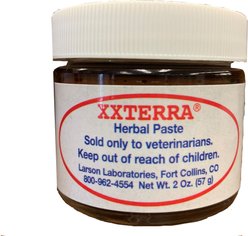 XXTERRA®
Herbal Paste
Sold only to veterinarians.
Keep out of reach of children.
Larson Laboratories, Fort Collins, CO
800-962-4554 Net Wt. 2 Oz. (57 g)